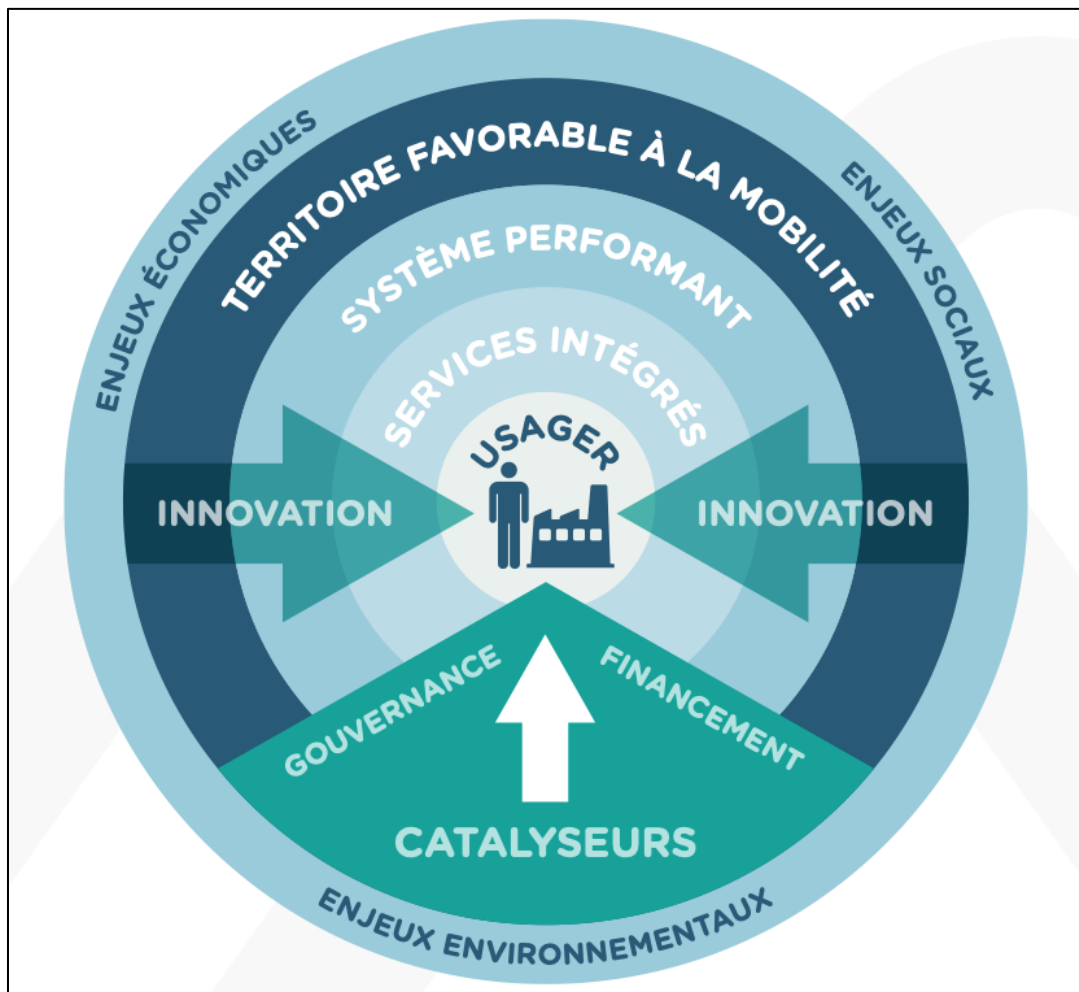 ENJEUX ÉCONOMIQUES
ENJEUX SOCIAUX
TERRITOIRE FAVORABLE À LA MOBILITÉ
SYSTÈME PERFORMANT
SERVICES INTÉGRÉS
USAGER
INNOVATION
INNOVATION
GOUVERNANCE
FINANCEMENT
CATALYSEURS
ENJEUX ENVIRONNEMENTAUX